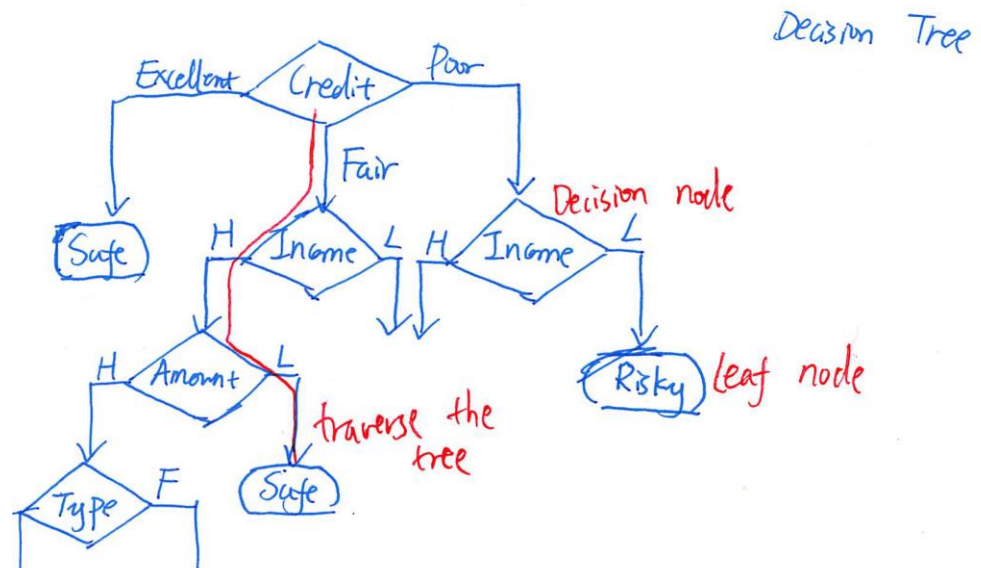 Decision Tree
Excellent
Credit
Poor
Fair
Decision node
Safe
H
Income
L
H
Income
L
H
Amount
L
Risky
leaf node
traverse the
tree
Type
F
Safe